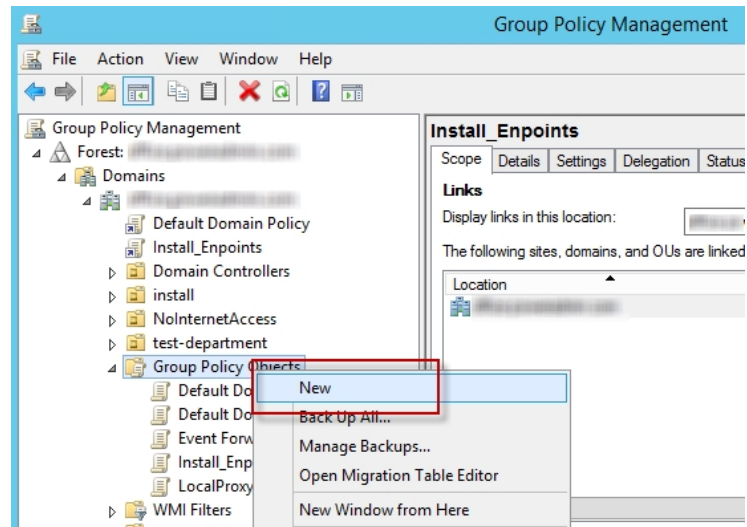 Group Policy Management
File Action View Window Help
Group Policy Management
Forest:
Domains
Default Domain Policy
Install_Enpoints
Domain Controllers
install
NoInternetAccess
test-department
Group Policy Objects
Default Do
Default Do
Event Forw
Install_Enp
LocalProxy
WMI Filters
New
Back Up All...
Manage Backups...
Open Migration Table Editor
New Window from Here
Install_Enpoints
Scope Details Settings Delegation Status
Links
Display links in this location:
The following sites, domains, and OUs are linked
Location